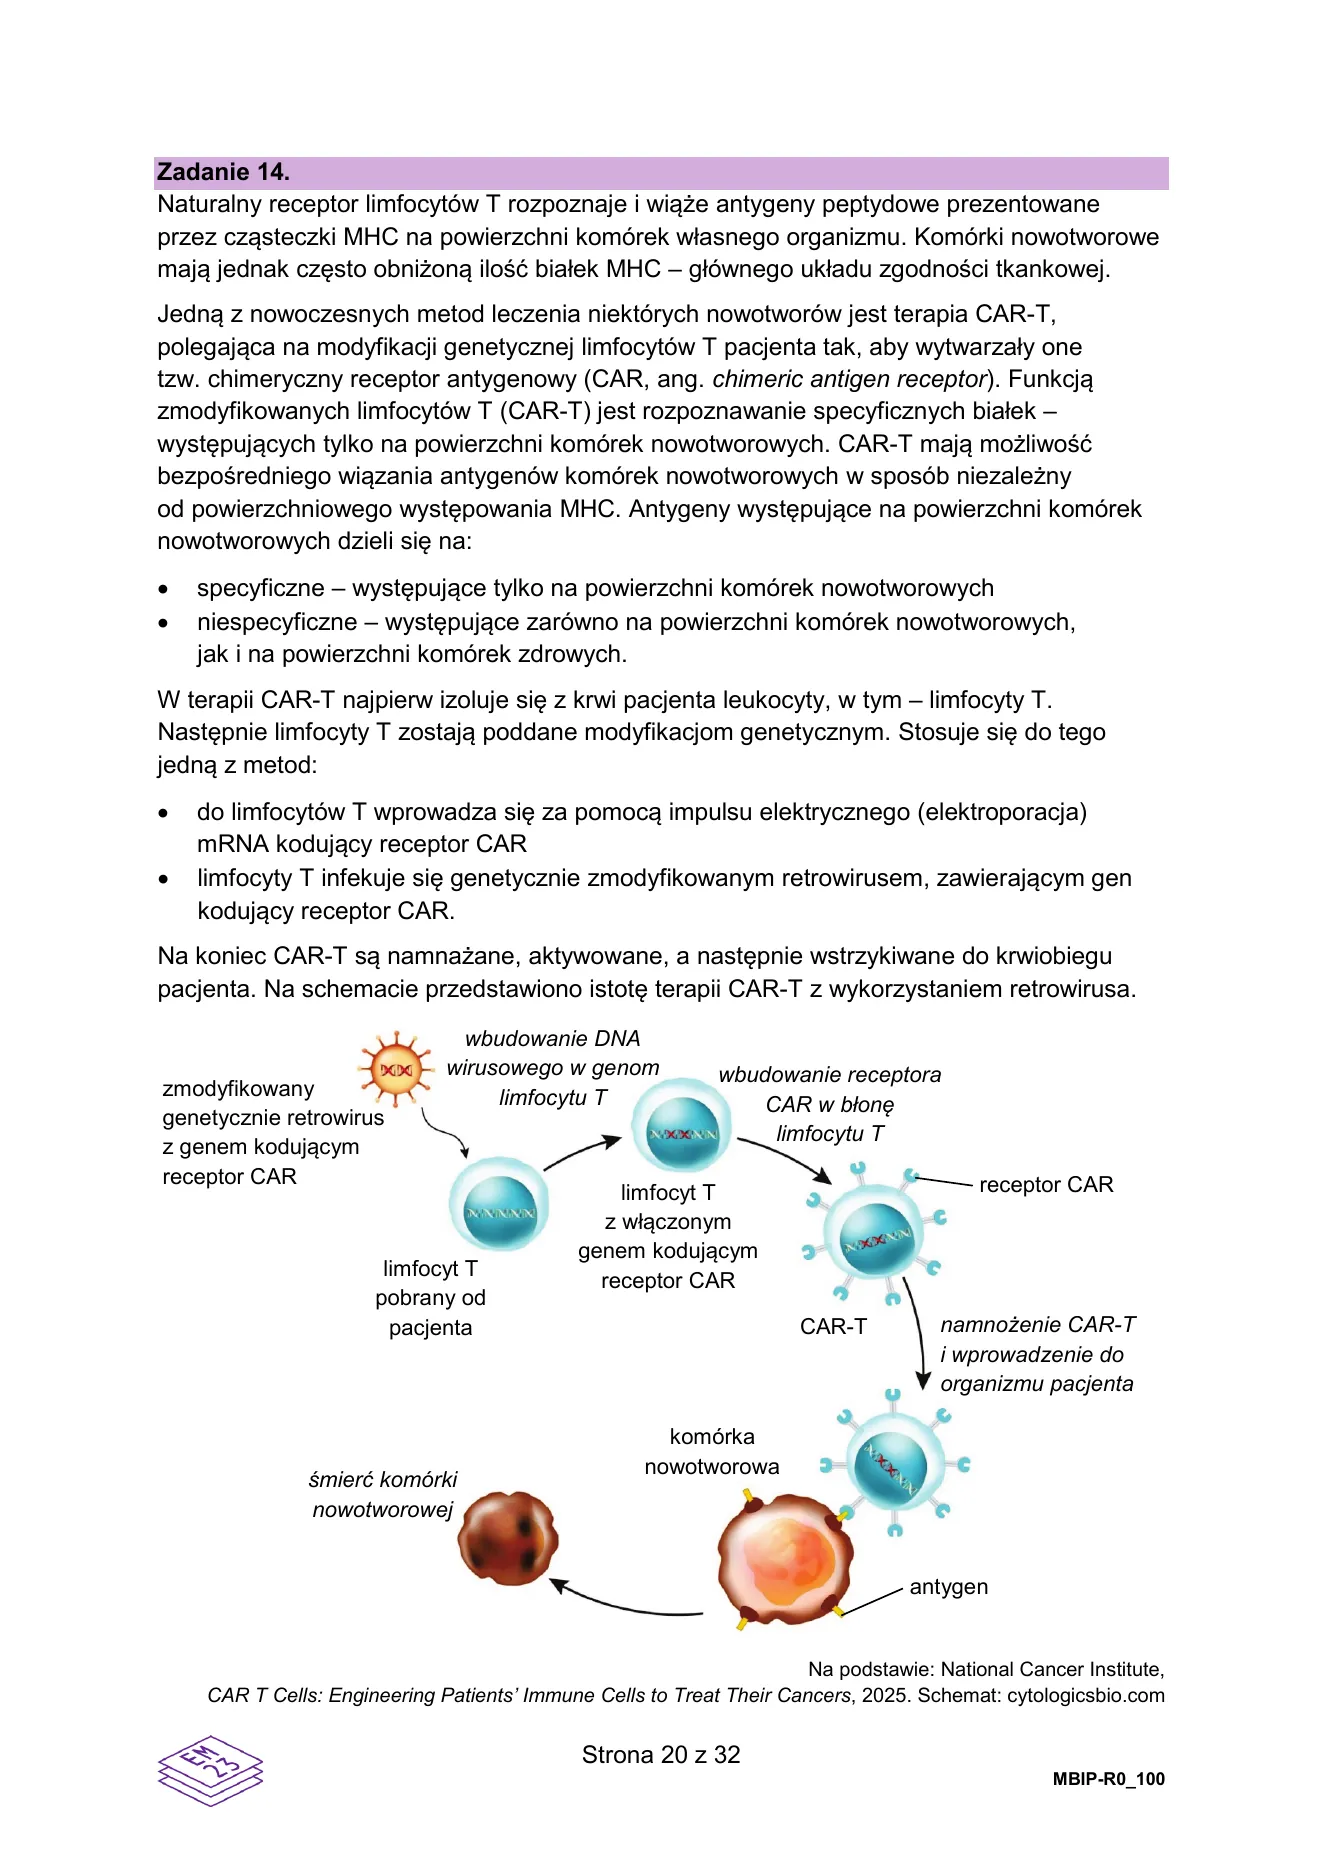 Zadanie 14.
Naturalny receptor limfocytów T rozpoznaje i wiąże antygeny peptydowe prezentowane
przez cząsteczki MHC na powierzchni komórek własnego organizmu. Komórki nowotworowe
mają jednak często obniżoną ilość białek MHC – głównego układu zgodności tkankowej.
Jedną z nowoczesnych metod leczenia niektórych nowotworów jest terapia CAR-T,
polegająca na modyfikacji genetycznej limfocytów T pacjenta tak, aby wytwarzały one
tzw. chimeryczny receptor antygenowy (CAR, ang. chimeric antigen receptor). Funkcją
zmodyfikowanych limfocytów T (CAR-T) jest rozpoznawanie specyficznych białek –
występujących tylko na powierzchni komórek nowotworowych. CAR-T mają możliwość
bezpośredniego wiązania antygenów komórek nowotworowych w sposób niezależny
od powierzchniowego występowania MHC. Antygeny występujące na powierzchni komórek
nowotworowych dzieli się na:
• specyficzne – występujące tylko na powierzchni komórek nowotworowych
• niespecyficzne – występujące zarówno na powierzchni komórek nowotworowych,
jak i na powierzchni komórek zdrowych.
W terapii CAR-T najpierw izoluje się z krwi pacjenta leukocyty, w tym – limfocyty T.
Następnie limfocyty T zostają poddane modyfikacjom genetycznym. Stosuje się do tego
jedną z metod:
• do limfocytów T wprowadza się za pomocą impulsu elektrycznego (elektroporacja)
mRNA kodujący receptor CAR
• limfocyty T infekuje się genetycznie zmodyfikowanym retrowirusem, zawierającym gen
kodujący receptor CAR.
Na koniec CAR-T są namnażane, aktywowane, a następnie wstrzykiwane do krwiobiegu
pacjenta. Na schemacie przedstawiono istotę terapii CAR-T z wykorzystaniem retrowirusa.
zmodyfikowany
genetycznie retrowirus
z genem kodującym
receptor CAR
wbudowanie DNA
wirusowego w genom
limfocytu T
wbudowanie receptora
CAR w błonę
limfocytu T
receptor CAR
limfocyt T
pobrany od
pacjenta
limfocyt T
z włączonym
genem kodującym
receptor CAR
CAR-T
namnożenie CAR-T
i wprowadzenie do
organizmu pacjenta
komórka
nowotworowa
śmierć komórki
nowotworowej
antygen
Na podstawie: National Cancer Institute,
CAR T Cells: Engineering Patients’ Immune Cells to Treat Their Cancers, 2025. Schemat: cytologicsbio.com
EM
23
Strona 20 z 32
MBIP-R0_100